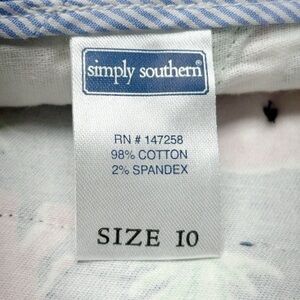 simply southern®
RN # 147258
98% COTTON
2% SPANDEX
SIZE 10